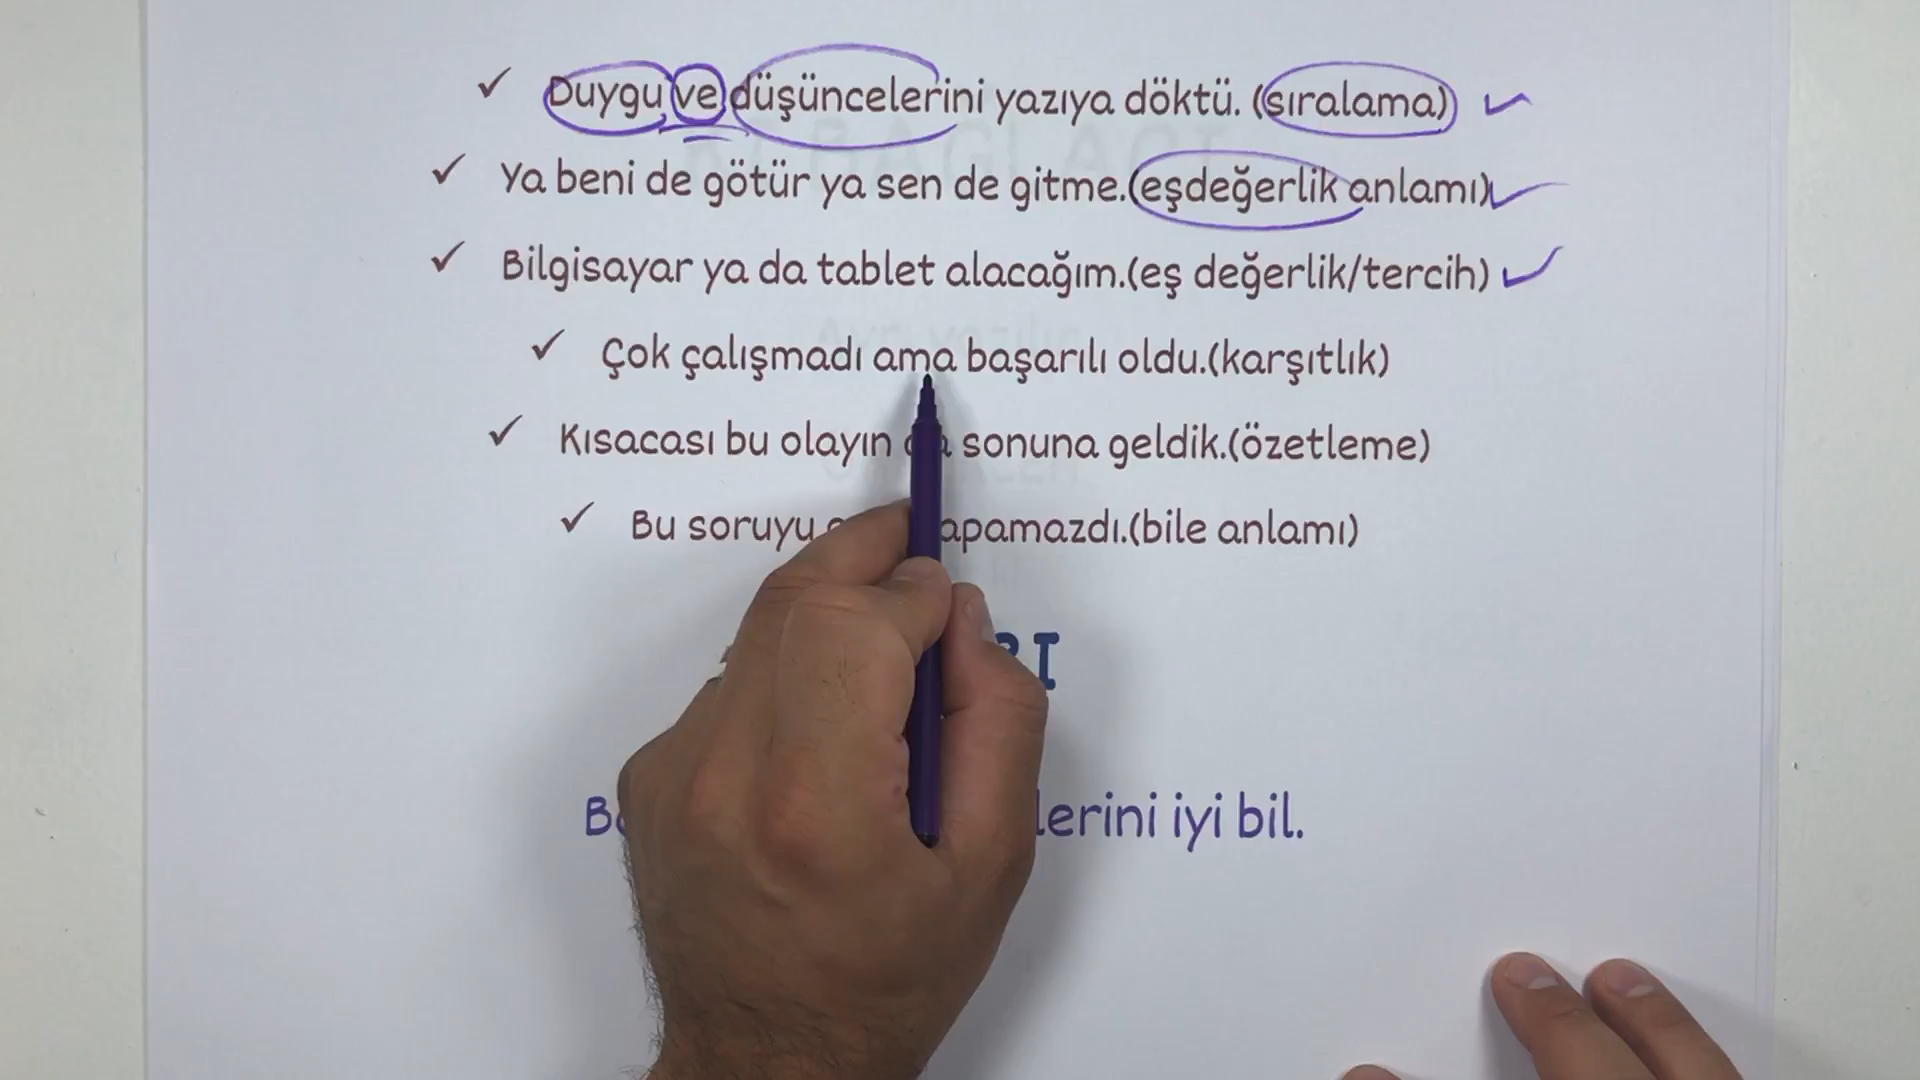 Duygu ve düşüncelerini yazıya döktü. (sıralama)
Ya beni de götür ya sen de gitme.(eşdeğerlik anlamı)
Bilgisayar ya da tablet alacağım.(eş değerlik/tercih)
Çok çalışmadı ama başarılı oldu.(karşıtlık)
Kısacası bu olayın sonuna geldik.(özetleme)
Bu soruyu (bile anlamı)
iyi bil.